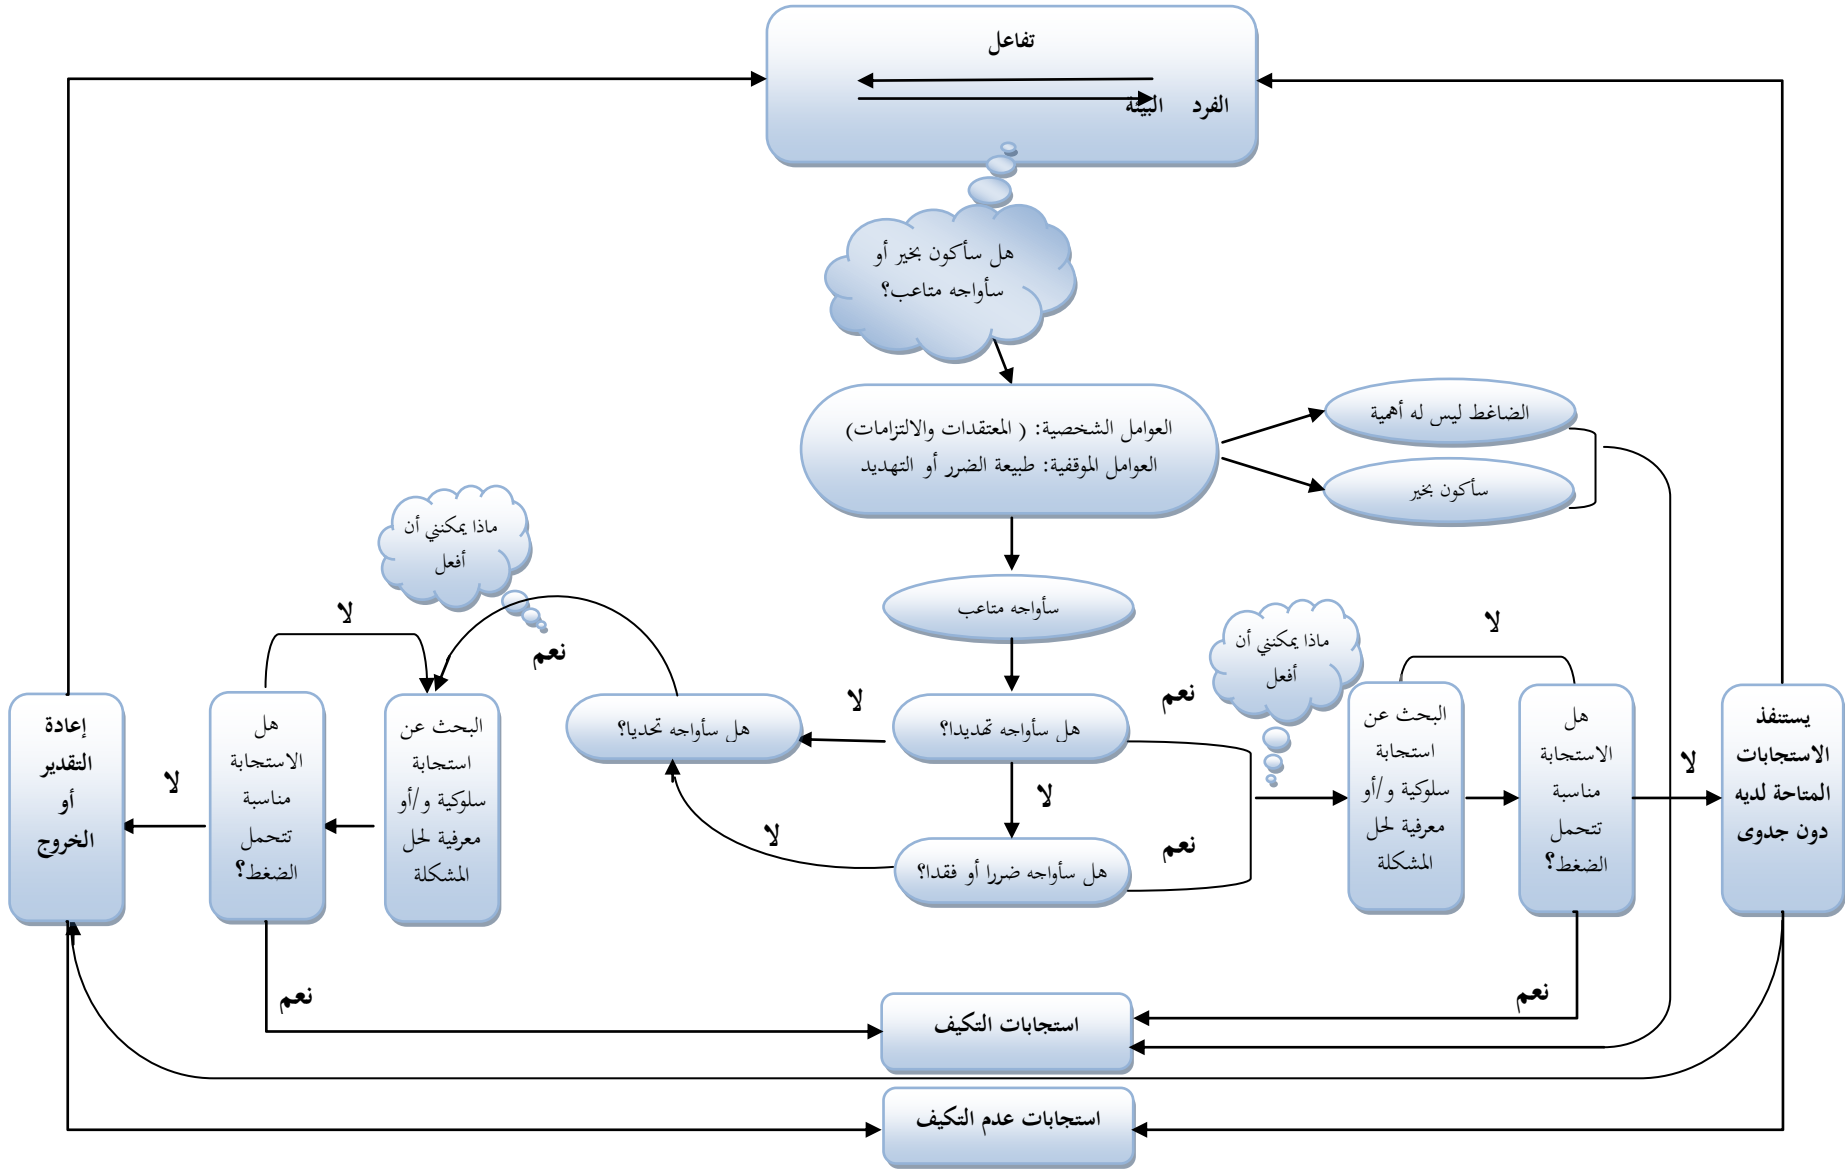 تفاعل
الفرد البيئة
هل سأكون بخير أو
سأواجه متاعب؟
العوامل الشخصية: ( المعتقدات والالتزامات)
العوامل الموقفية: طبيعة الضرر أو التهديد
الضاغط ليس له أهمية
سأكون بخير
سأواجه متاعب
ماذا يمكنني أن
أفعل
نعم
لا
ماذا يمكنني أن
أفعل
نعم
لا
هل سأواجه تهديدا؟
لا
هل سأواجه تحديا؟
لا
هل سأواجه ضررا أو فقدا؟
نعم
لا
البحث عن
استجابة
سلوكية و/أو
معرفية لحل
المشكلة
هل
الاستجابة
مناسبة
تتحمل
الضغط؟
لا
يستنفذ
الاستجابات
المتاحة لديه
دون جدوى
البحث عن
استجابة
سلوكية و/أو
معرفية لحل
المشكلة
هل
الاستجابة
مناسبة
تتحمل
الضغط؟
لا
إعادة
التقدير
أو
الخروج
نعم
نعم
استجابات التكيف
استجابات عدم التكيف